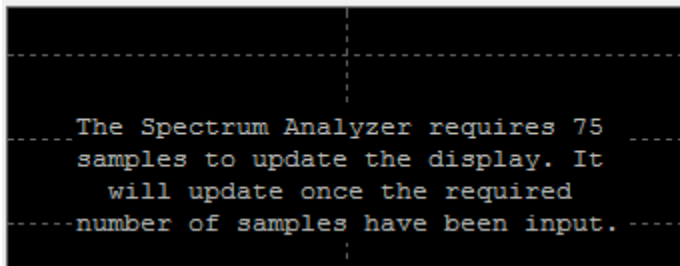 The Spectrum Analyzer requires 75
samples to update the display. It
will update once the required
number of samples have been input.